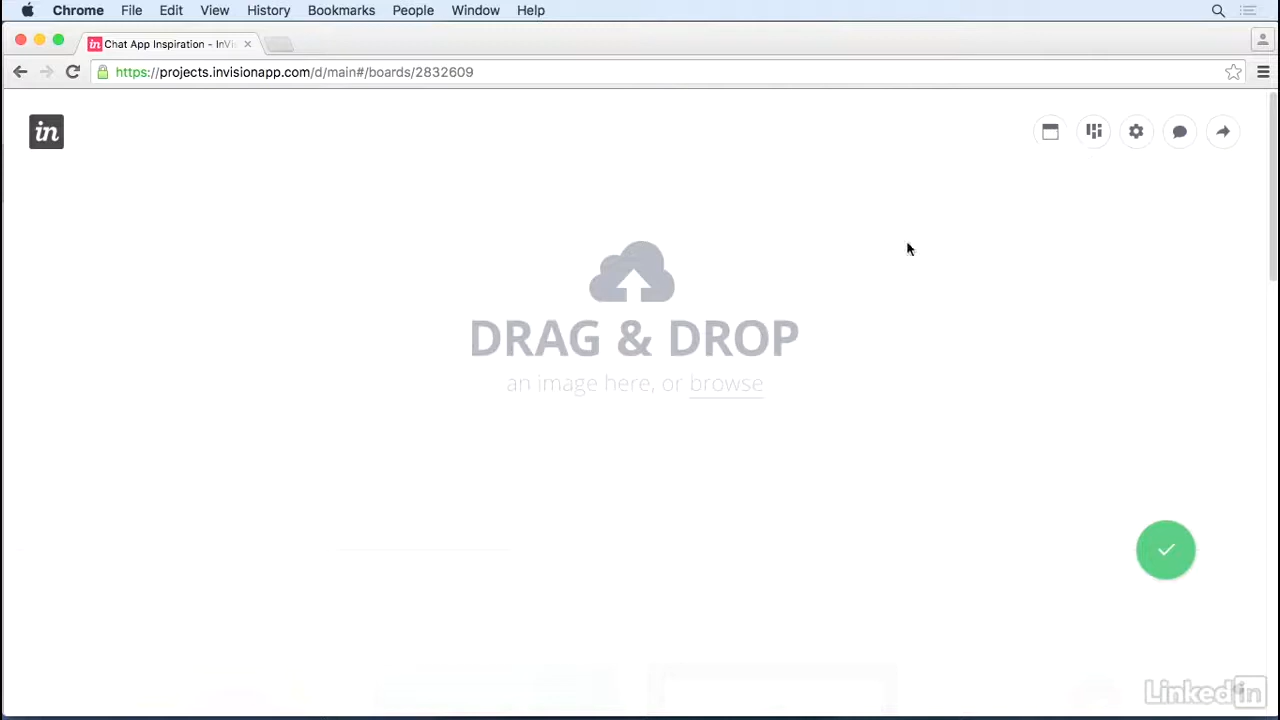 Chrome File Edit View History Bookmarks People Window Help
Chat App Inspiration - InVis
https://projects.invisionapp.com/d/main#/boards/2832609
in
DRAG & DROP
an image here, or browse
Linkedin